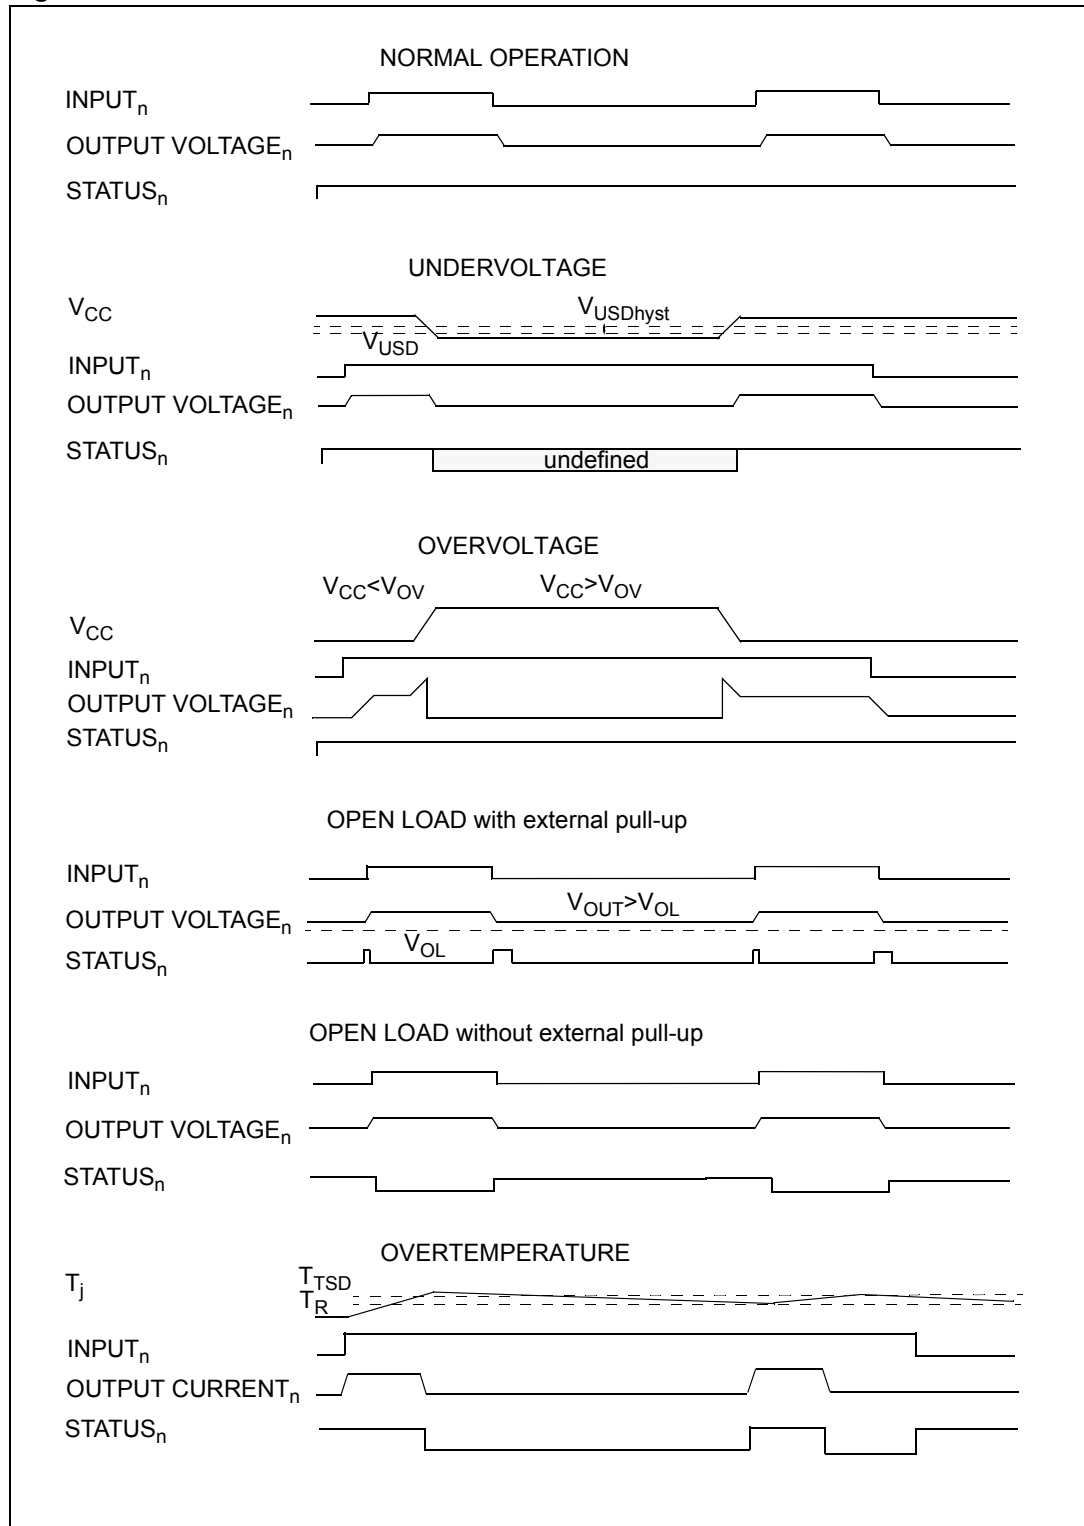 NORMAL OPERATION
INPUTn
OUTPUT VOLTAGEn
STATUSn
UNDERVOLTAGE
VCC
VUSDhyst
VUSD
INPUTn
OUTPUT VOLTAGEn
STATUSn
undefined
OVERVOLTAGE
VCC<VOV
VCC>VOV
VCC
INPUTn
OUTPUT VOLTAGEn
STATUSn
OPEN LOAD with external pull-up
INPUTn
OUTPUT VOLTAGEn
VOUT>VOL
VOL
STATUSn
OPEN LOAD without external pull-up
INPUTn
OUTPUT VOLTAGEn
STATUSn
OVERTEMPERATURE
Tj
TTSD
TR
INPUTn
OUTPUT CURRENTn
STATUSn